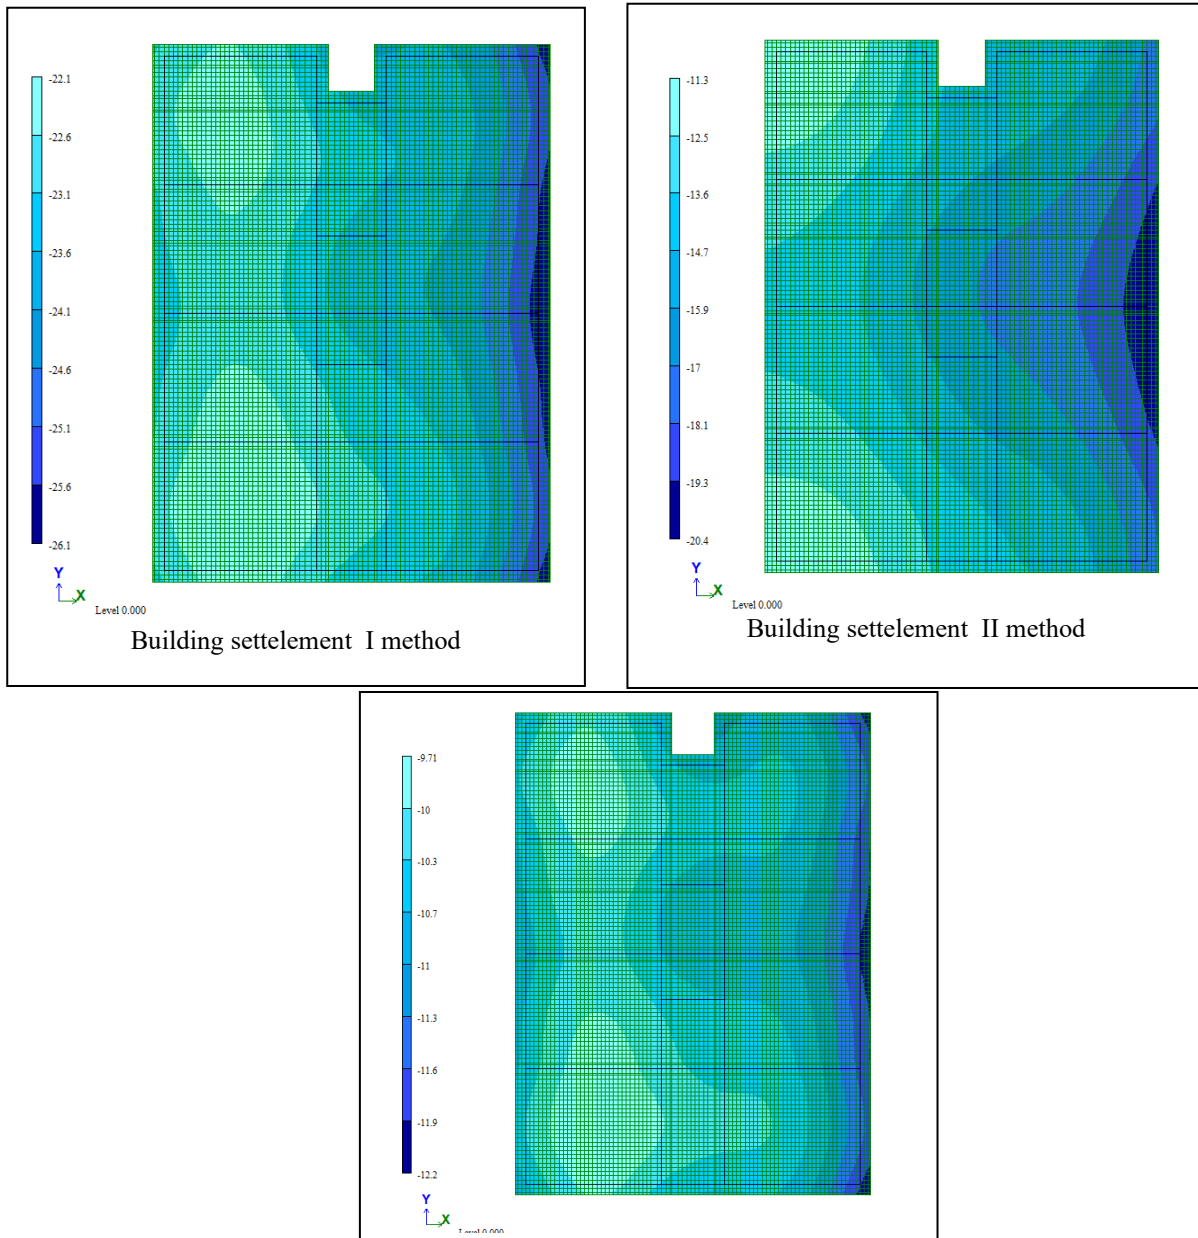 -22.1
-22.6
-23.1
-23.6
-24.1
-24.6
-25.1
-25.6
-26.1
Y
X
Level 0.000
Building settelement I method
-11.3
-12.5
-13.6
-14.7
-15.9
-17
-18.1
-19.3
-20.4
Y
X
Level 0.000
Building settelement II method
-9.71
-10
-10.3
-10.7
-11
-11.3
-11.6
-11.9
-12.2
Y
X
Level 0.000